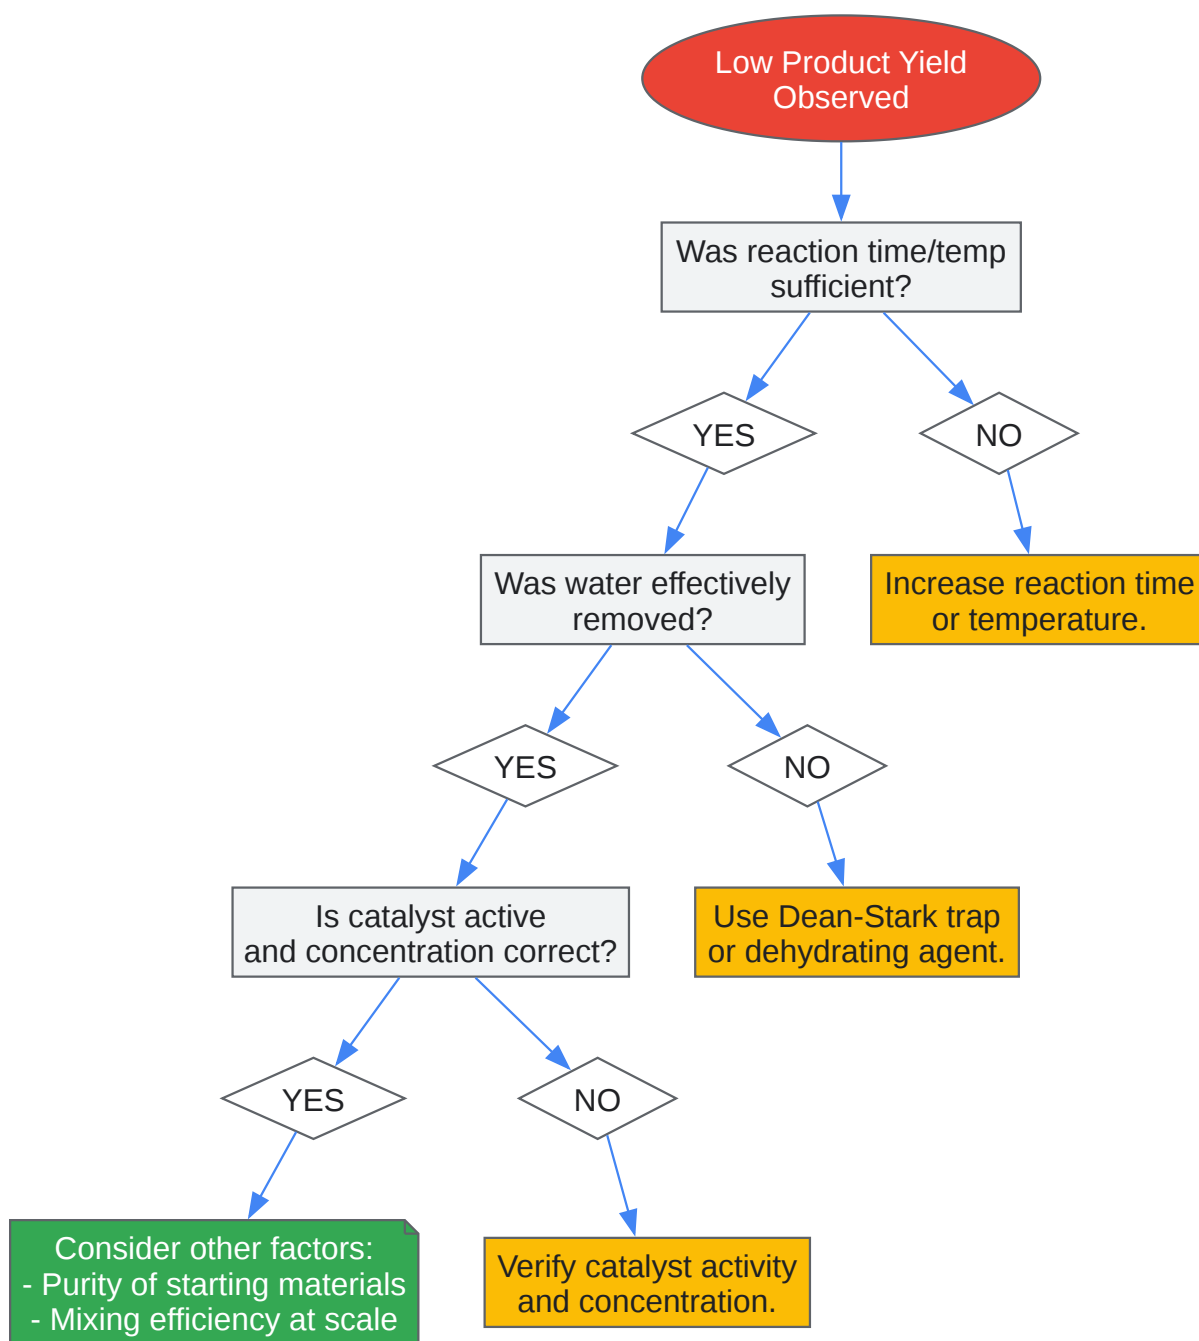 Low Product Yield
Observed
Was reaction time/temp
sufficient?
YES
NO
Was water effectively
removed?
Increase reaction time
or temperature.
YES
NO
Is catalyst active
and concentration correct?
Use Dean-Stark trap
or dehydrating agent.
YES
NO
Consider other factors:
- Purity of starting materials
- Mixing efficiency at scale
Verify catalyst activity
and concentration.